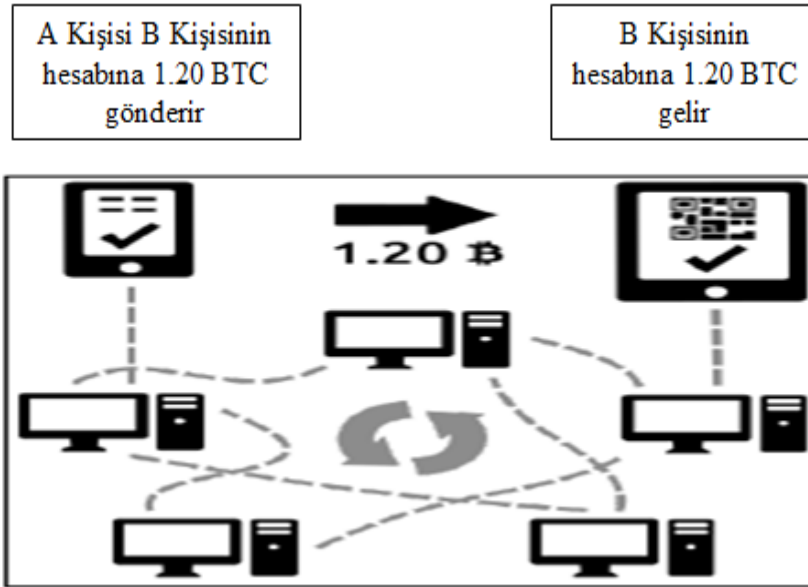 A Kişisi B Kişisinin
hesabına 1.20 BTC
gönderir
B Kişisinin
hesabına 1.20 BTC
gelir
1.20 ₿